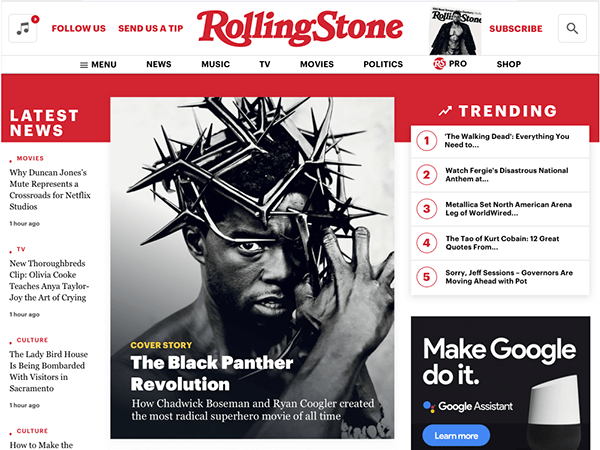 FOLLOW US
SEND US A TIP
RollingStone
SUBSCRIBE
MENU
NEWS
MUSIC
TV
MOVIES
POLITICS
RS PRO
SHOP
LATEST
NEWS
MOVIES
Why Duncan Jones's
Mute Represents a
Crossroads for Netflix
Studios
1 hour ago
TV
New Thoroughbreds
Clip: Olivia Cooke
Teaches Anya Taylor-
Joy the Art of Crying
1 hour ago
CULTURE
The Lady Bird House
Is Being Bombarded
With Visitors in
Sacramento
1 hour ago
CULTURE
How to Make the
COVER STORY
The Black Panther
Revolution
How Chadwick Boseman and Ryan Coogler created
the most radical superhero movie of all time
TRENDING
1
'The Walking Dead': Everything You
Need to...
2
Watch Fergie's Disastrous National
Anthem at...
3
Metallica Set North American Arena
Leg of WorldWired...
4
The Tao of Kurt Cobain: 12 Great
Quotes From...
5
Sorry, Jeff Sessions – Governors Are
Moving Ahead with Pot
Make Google
do it.
Google Assistant
Learn more